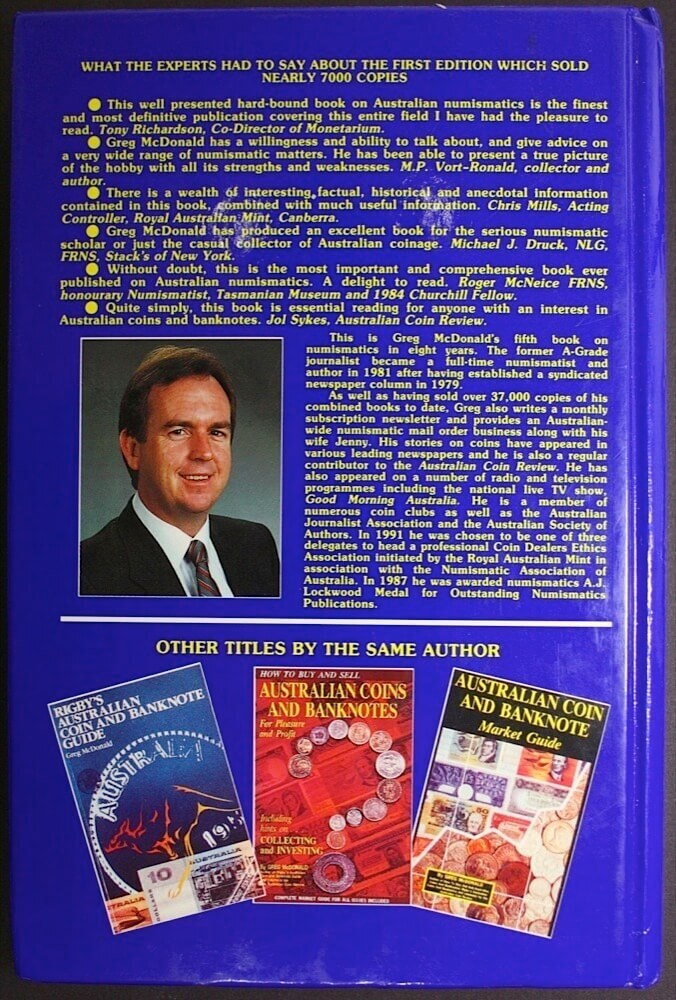 WHAT THE EXPERTS HAD TO SAY ABOUT THE FIRST EDITION WHICH SOLD
NEARLY 7000 COPIES
● This well presented hard-bound book on Australian numismatics is the finest
and most definitive publication covering this entire field I have had the pleasure to
read. Tony Richardson, Co-Director of Monetarium.
● Greg McDonald has a willingness and ability to talk about, and give advice on
a very wide range of numismatic matters. He has been able to present a true picture
of the hobby with all its strengths and weaknesses. M.P. Vort-Ronald, collector and
author.
● There is a wealth of interesting, factual, historical and anecdotal information
contained in this book, combined with much useful information. Chris Mills, Acting
Controller, Royal Australian Mint, Canberra.
● Greg McDonald has produced an excellent book for the serious numismatic
scholar or just the casual collector of Australian coinage. Michael J. Druck, NLG,
FRNS, Stack's of New York.
● Without doubt, this is the most important and comprehensive book ever
published on Australian numismatics. A delight to read. Roger McNeice FRNS,
honourary Numismatist, Tasmanian Museum and 1984 Churchill Fellow.
● Quite simply, this book is essential reading for anyone with an interest in
Australian coins and banknotes. Jol Sykes, Australian Coin Review.
This is Greg McDonald's fifth book on
numismatics in eight years. The former A-Grade
journalist became a full-time numismatist and
author in 1981 after having established a syndicated
newspaper column in 1979.
As well as having sold over 37,000 copies of his
combined books to date, Greg also writes a monthly
subscription newsletter and provides an Australian-
wide numismatic mail order business along with his
wife Jenny. His stories on coins have appeared in
various leading newspapers and he is also a regular
contributor to the Australian Coin Review. He has
also appeared on a number of radio and television
programmes including the national live TV show,
Good Morning Australia. He is a member of
numerous coin clubs as well as the Australian
Journalist Association and the Australian Society of
Authors. In 1991 he was chosen to be one of three
delegates to head a professional Coin Dealers Ethics
Association initiated by the Royal Australian Mint in
association with the Numismatic Association of
Australia. In 1987 he was awarded numismatics A.J.
Lockwood Medal for Outstanding Numismatics
Publications.
OTHER TITLES BY THE SAME AUTHOR
RIGBY'S
AUSTRALIAN
COIN AND BANKNOTE
GUIDE
Greg McDonald
AUSTRALIA
198
10
AUSTRALIA
TRALIA
HOW TO BUY AND SELL
AUSTRALIAN COINS
AND BANKNOTES
For Pleasure
and Profit
Including
hints on
COLLECTING
and INVESTING
By GREG McDONALD
COMPLETE MARKET GUIDE FOR ALL ISSUES INCLUDED
AUSTRALIAN COIN
AND BANKNOTE
Market Guide
By GREG McDONALD